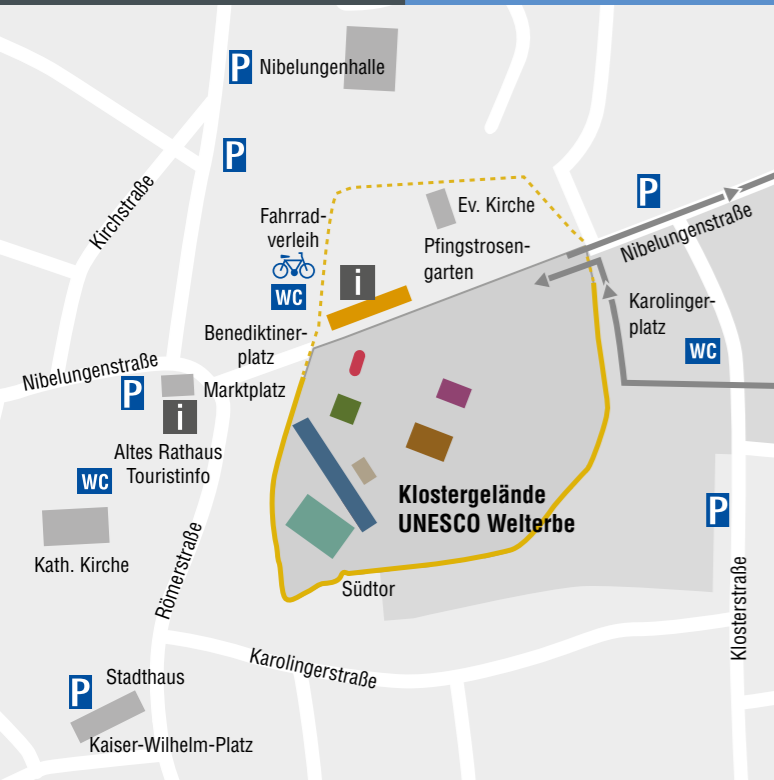 P Nibelungenhalle
P
Kirchstraße
Fahrrad-
verleih
WC
i
Ev. Kirche
Pfingstrosen-
garten
P
Nibelungenstraße
Karolinger-
platz
WC
Benediktiner-
platz
Nibelungenstraße
P
Marktplatz
i
Altes Rathaus
Touristinfo
WC
Kath. Kirche
Klostergelände
UNESCO Welterbe
P
Südtor
Römerstraße
Klosterstraße
Karolingerstraße
P
Stadthaus
Kaiser-Wilhelm-Platz